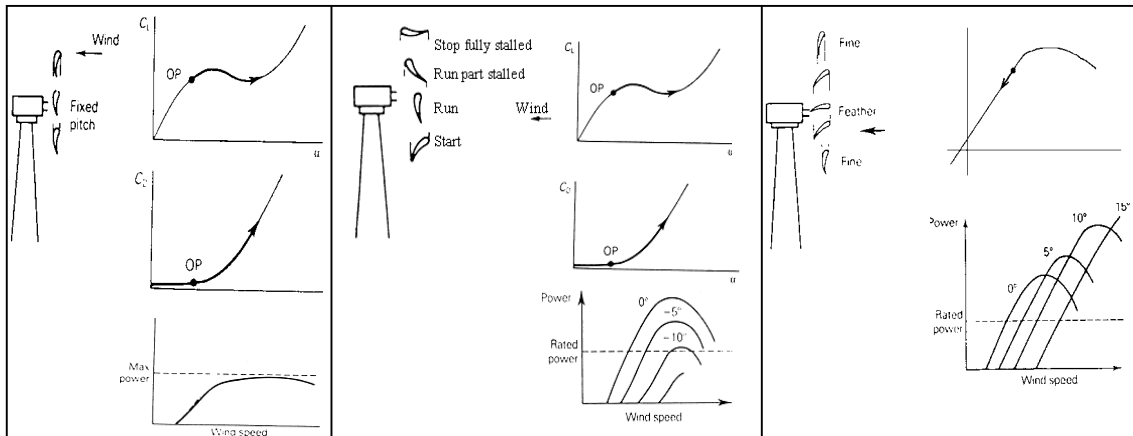 Wind
Fixed
pitch
C_L
OP
α
C_D
OP
Max
power
Wind speed
Stop fully stalled
Run part stalled
Run
Wind
Start
C_L
OP
α
C_D
OP
α
Power
0°
-5°
-10°
Rated
power
Wind speed
Fine
Feather
Fine
Power
0°
5°
10°
15°
Rated
power
Wind speed